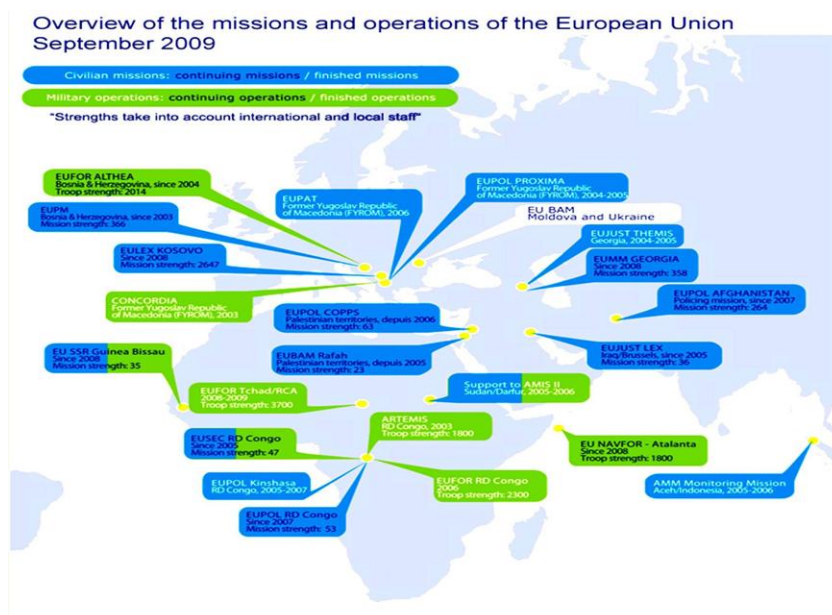 Overview of the missions and operations of the European Union
September 2009
Civilian missions: continuing missions / finished missions
Military operations: continuing operations / finished operations
"Strengths take into account international and local staff"
EUFOR ALTHEA
Bosnia & Herzegovina, since 2004
Troop strength: 2014
EUPM
Bosnia & Herzegovina, since 2003
Mission strength: 366
EULEX KOSOVO
Since 2008
Mission strength: 2647
CONCORDIA
Former Yugoslav Republic
of Macedonia (FYROM), 2003
EUPAT
Former Yugoslav Republic
of Macedonia (FYROM), 2006
EUPOL PROXIMA
Former Yugoslav Republic
of Macedonia (FYROM), 2004-2005
EU BAM
Moldova and Ukraine
EUJUST THEMIS
Georgia, 2004-2005
EUMM GEORGIA
Since 2008
Mission strength: 358
EUPOL AFGHANISTAN
Policing mission, since 2007
Mission strength: 264
EUPOL COPPS
Palestinian territories, depuis 2006
Mission strength: 63
EUBAM Rafah
Palestinian territories, depuis 2005
Mission strength: 23
EUJUST LEX
Iraq/Brussels, since 2005
Mission strength: 36
EU SSR Guinea Bissau
Since 2008
Mission strength: 35
EUFOR Tchad/RCA
2008-2009
Troop strength: 3700
Support to AMIS II
Sudan/Darfur, 2005-2006
ARTEMIS
RD Congo, 2003
Troop strength: 1800
EUSEC RD Congo
Since 2005
Mission strength: 47
EU NAVFOR - Atalanta
Since 2008
Troop strength: 1800
EUPOL Kinshasa
RD Congo, 2005-2007
EUFOR RD Congo
2006
Troop strength: 2300
AMM Monitoring Mission
Aceh/Indonesia, 2005-2006
EUPOL RD Congo
Since 2007
Mission strength: 53